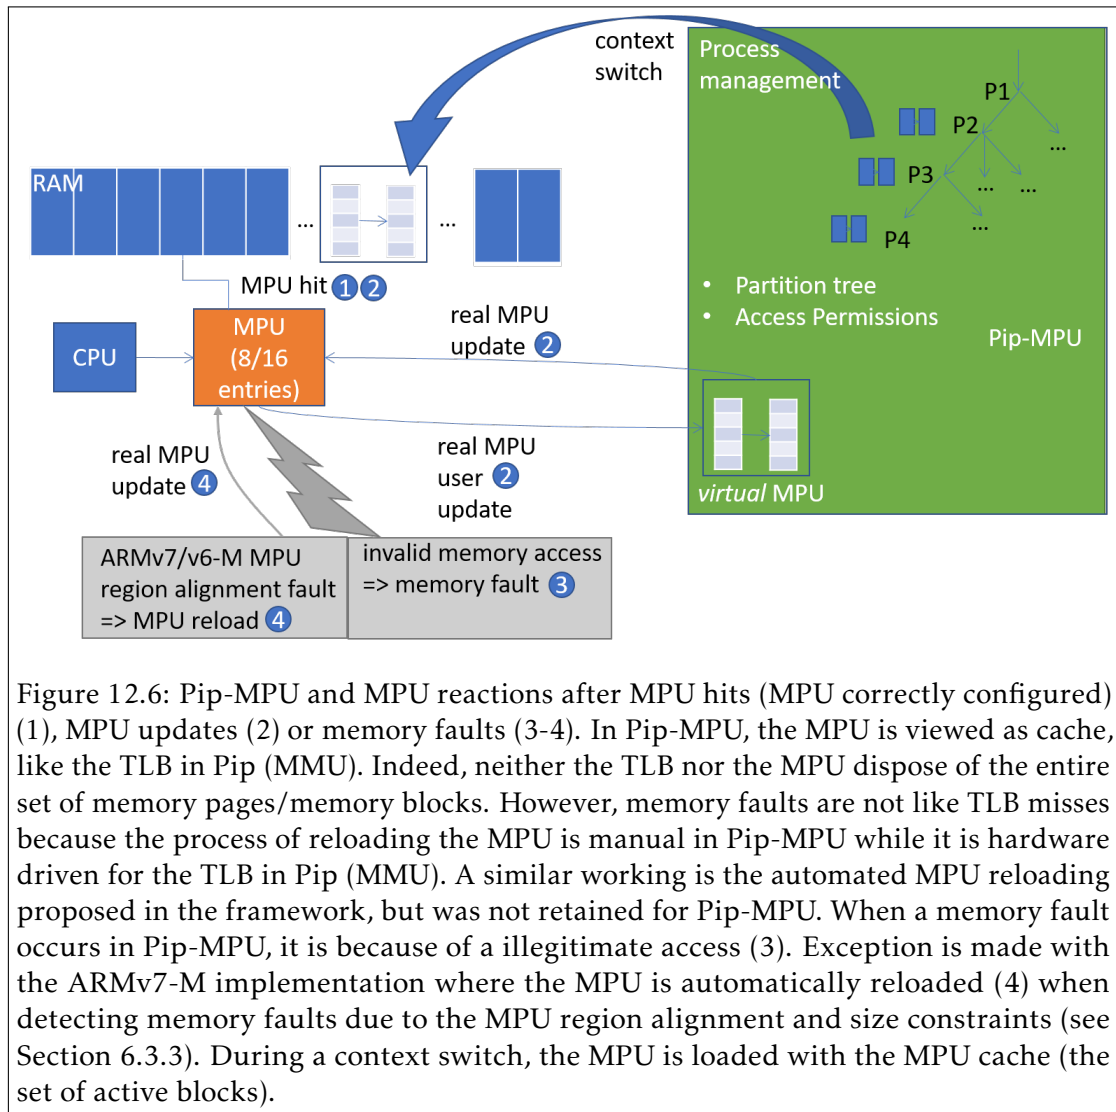 context
switch
Process
management
P1
P2
...
P3
...
...
P4
...
RAM
...
...
MPU hit 1 2
• Partition tree
• Access Permissions
Pip-MPU
real MPU
update 2
CPU
MPU
(8/16
entries)
real MPU
update 4
real MPU
user 2
update
virtual MPU
ARMv7/v6-M MPU
region alignment fault
=> MPU reload 4
invalid memory access
=> memory fault 3
Figure 12.6: Pip-MPU and MPU reactions after MPU hits (MPU correctly configured)
(1), MPU updates (2) or memory faults (3-4). In Pip-MPU, the MPU is viewed as cache,
like the TLB in Pip (MMU). Indeed, neither the TLB nor the MPU dispose of the entire
set of memory pages/memory blocks. However, memory faults are not like TLB misses
because the process of reloading the MPU is manual in Pip-MPU while it is hardware
driven for the TLB in Pip (MMU). A similar working is the automated MPU reloading
proposed in the framework, but was not retained for Pip-MPU. When a memory fault
occurs in Pip-MPU, it is because of a illegitimate access (3). Exception is made with
the ARMv7-M implementation where the MPU is automatically reloaded (4) when
detecting memory faults due to the MPU region alignment and size constraints (see
Section 6.3.3). During a context switch, the MPU is loaded with the MPU cache (the
set of active blocks).